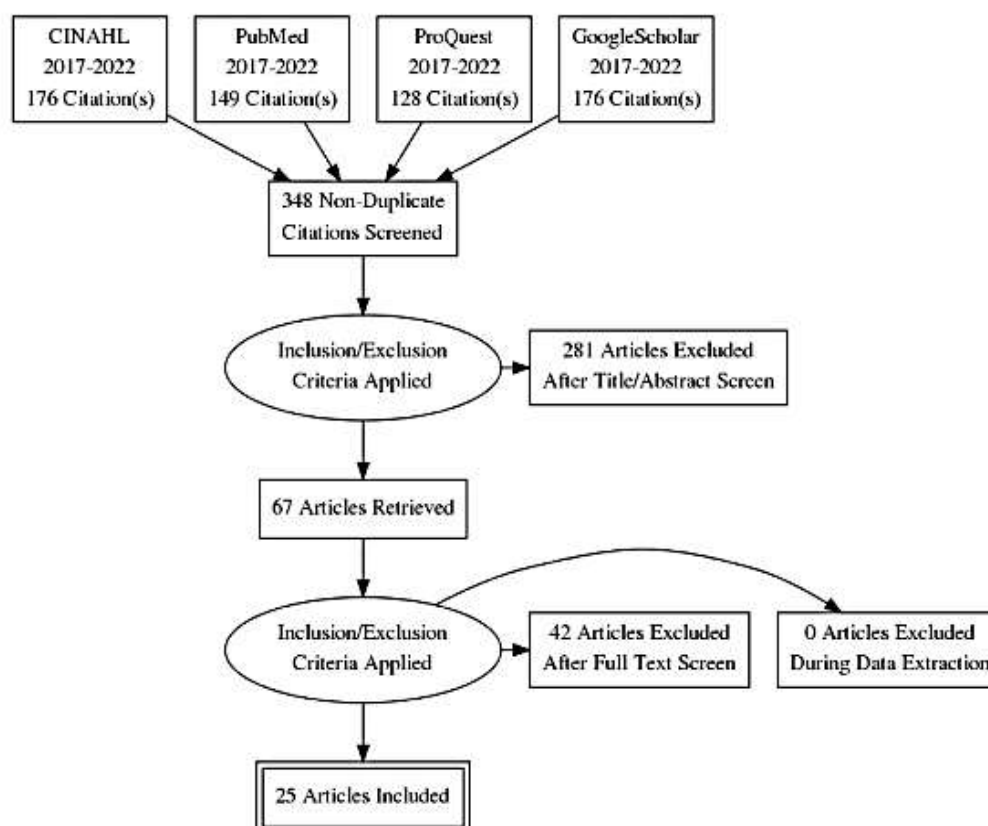 CINAHL
2017-2022
176 Citation(s)
PubMed
2017-2022
149 Citation(s)
ProQuest
2017-2022
128 Citation(s)
GoogleScholar
2017-2022
176 Citation(s)
348 Non-Duplicate
Citations Screened
Inclusion/Exclusion
Criteria Applied
281 Articles Excluded
After Title/Abstract Screen
67 Articles Retrieved
Inclusion/Exclusion
Criteria Applied
42 Articles Excluded
After Full Text Screen
0 Articles Excluded
During Data Extraction
25 Articles Included